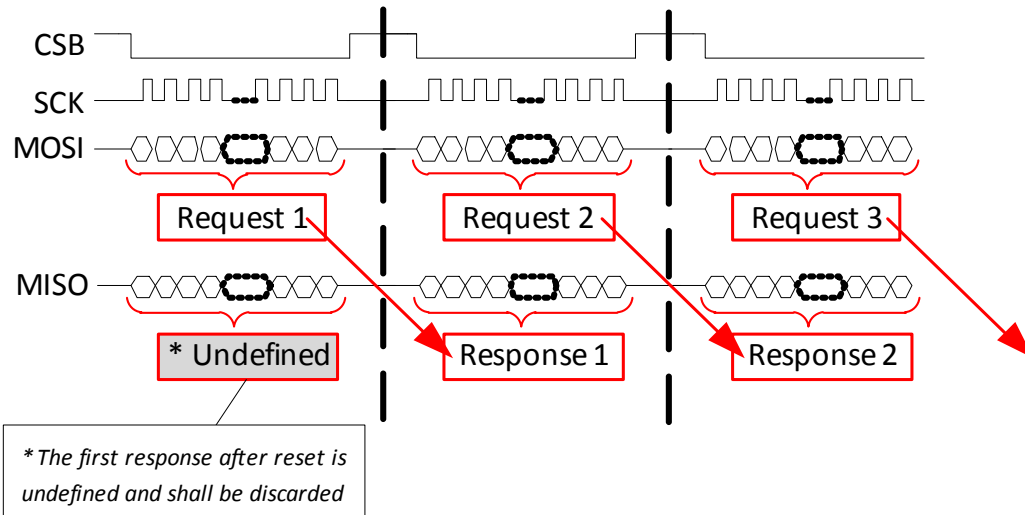 CSB
SCK
MOSI
Request 1
Request 2
Request 3
MISO
* Undefined
Response 1
Response 2
* The first response after reset is
undefined and shall be discarded